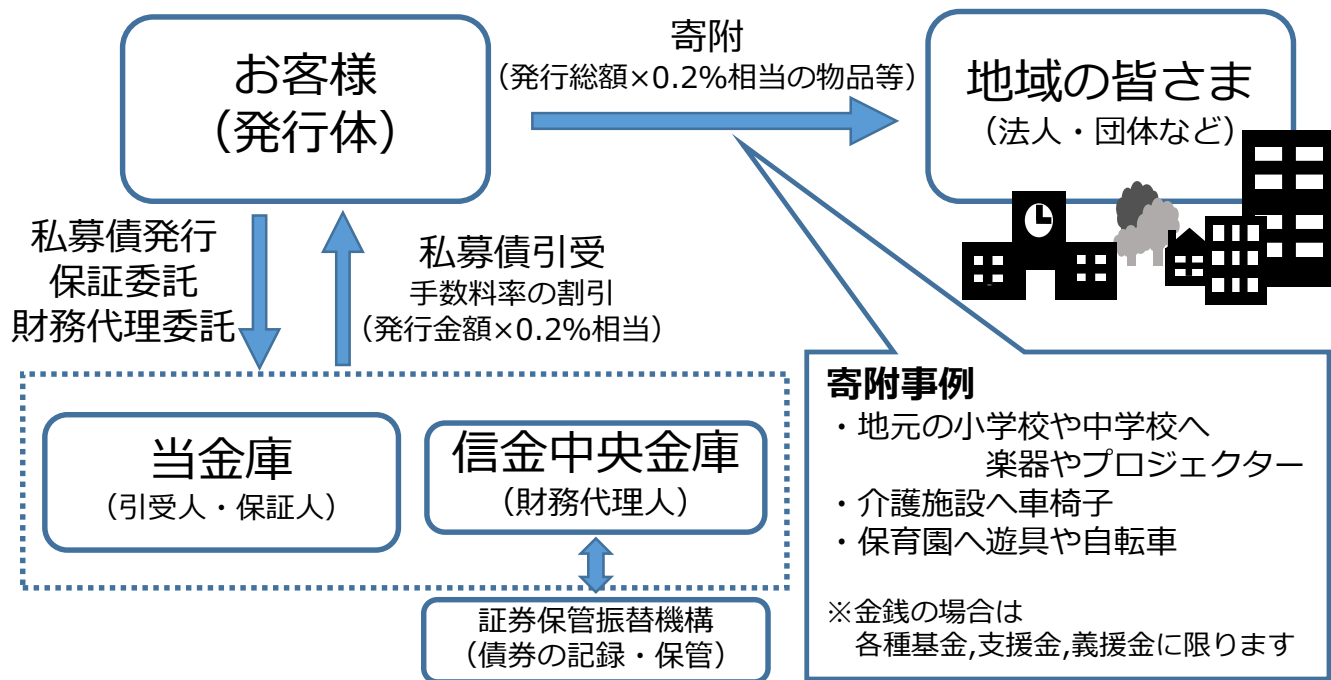 お客様
（発行体）
寄附
（発行総額×0.2%相当の物品等）
地域の皆さま
（法人・団体など）
私募債発行
保証委託
財務代理委託
私募債引受
手数料率の割引
（発行金額×0.2%相当）
当金庫
（引受人・保証人）
信金中央金庫
（財務代理人）
証券保管振替機構
（債券の記録・保管）
寄附事例
・地元の小学校や中学校へ
楽器やプロジェクター
・介護施設へ車椅子
・保育園へ遊具や自転車
※金銭の場合は
各種基金,支援金,義援金に限ります